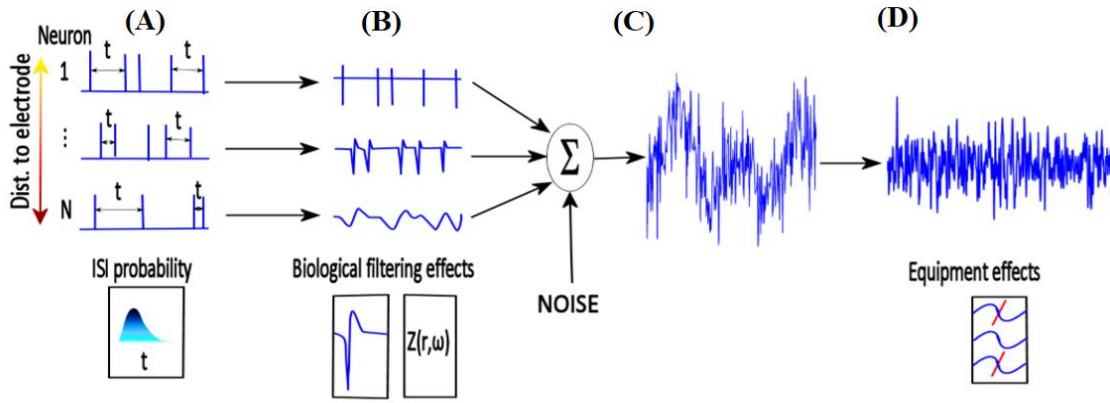 (A)
(B)
(C)
(D)
Neuron
Dist. to electrode
1
t
t
⋮
t
t
N
t
t
Σ
NOISE
ISI probability
t
Biological filtering effects
Z(r,ω)
Equipment effects